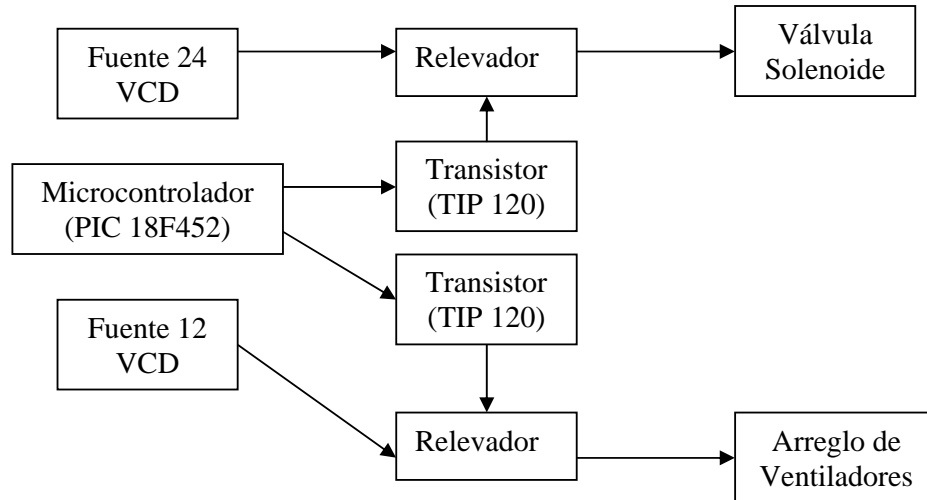 Fuente 24
VCD
Relevador
Válvula
Solenoide
Microcontrolador
(PIC 18F452)
Transistor
(TIP 120)
Transistor
(TIP 120)
Fuente 12
VCD
Relevador
Arreglo de
Ventiladores